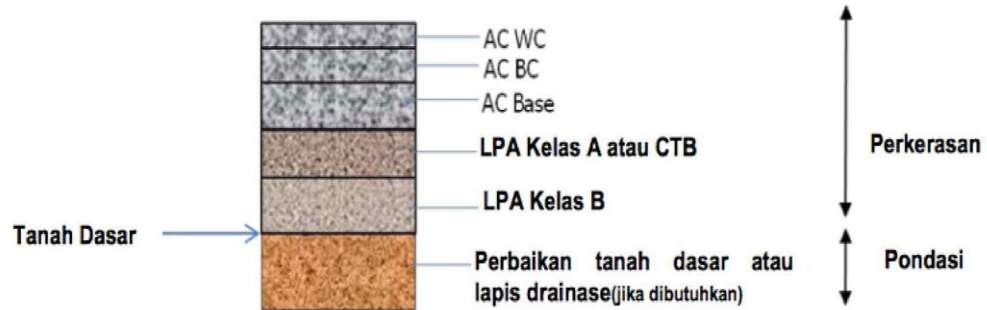 AC WC
AC BC
AC Base
LPA Kelas A atau CTB
Perkerasan
LPA Kelas B
Tanah Dasar
Perbaikan tanah dasar atau
lapis drainase(jika dibutuhkan)
Pondasi